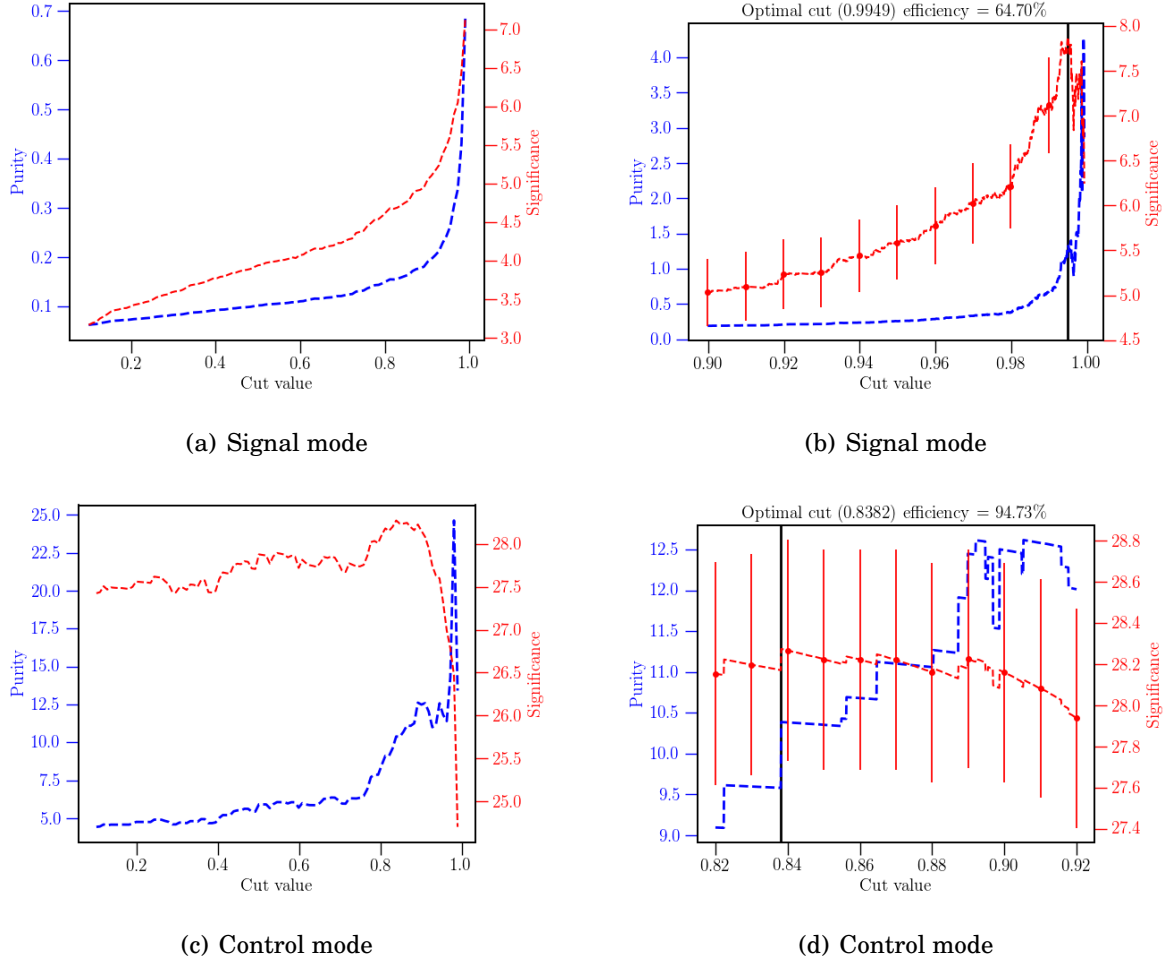 0.7
0.6
0.5
0.4
0.3
0.2
0.1
Purity
7.0
6.5
6.0
5.5
5.0
4.5
4.0
3.5
3.0
Significance
0.2 0.4 0.6 0.8 1.0
Cut value
(a) Signal mode
Optimal cut (0.9949) efficiency = 64.70%
4.0
3.5
3.0
2.5
2.0
1.5
1.0
0.5
0.0
Purity
8.0
7.5
7.0
6.5
6.0
5.5
5.0
4.5
Significance
0.90 0.92 0.94 0.96 0.98 1.00
Cut value
(b) Signal mode
25.0
22.5
20.0
17.5
15.0
12.5
10.0
7.5
5.0
Purity
28.0
27.5
27.0
26.5
26.0
25.5
25.0
Significance
0.2 0.4 0.6 0.8 1.0
Cut value
(c) Control mode
Optimal cut (0.8382) efficiency = 94.73%
12.5
12.0
11.5
11.0
10.5
10.0
9.5
9.0
Purity
28.8
28.6
28.4
28.2
28.0
27.8
27.6
27.4
Significance
0.82 0.84 0.86 0.88 0.90 0.92
Cut value
(d) Control mode